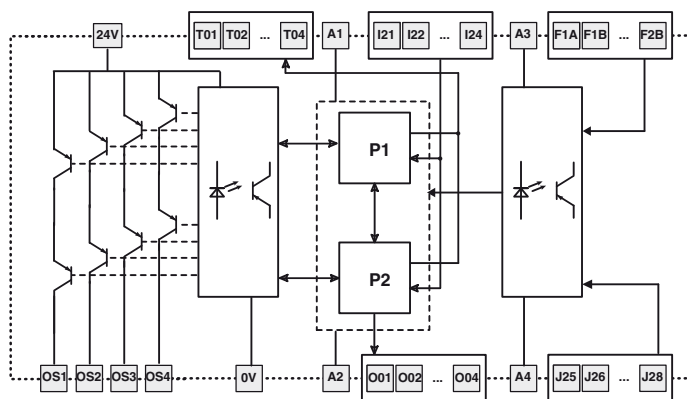 24V
T01 T02 ... T04
A1
I21 I22 ... I24
A3
F1A F1B ... F2B
P1
P2
OS1 OS2 OS3 OS4
0V
A2
O01 O02 ... O04
A4
J25 J26 ... J28